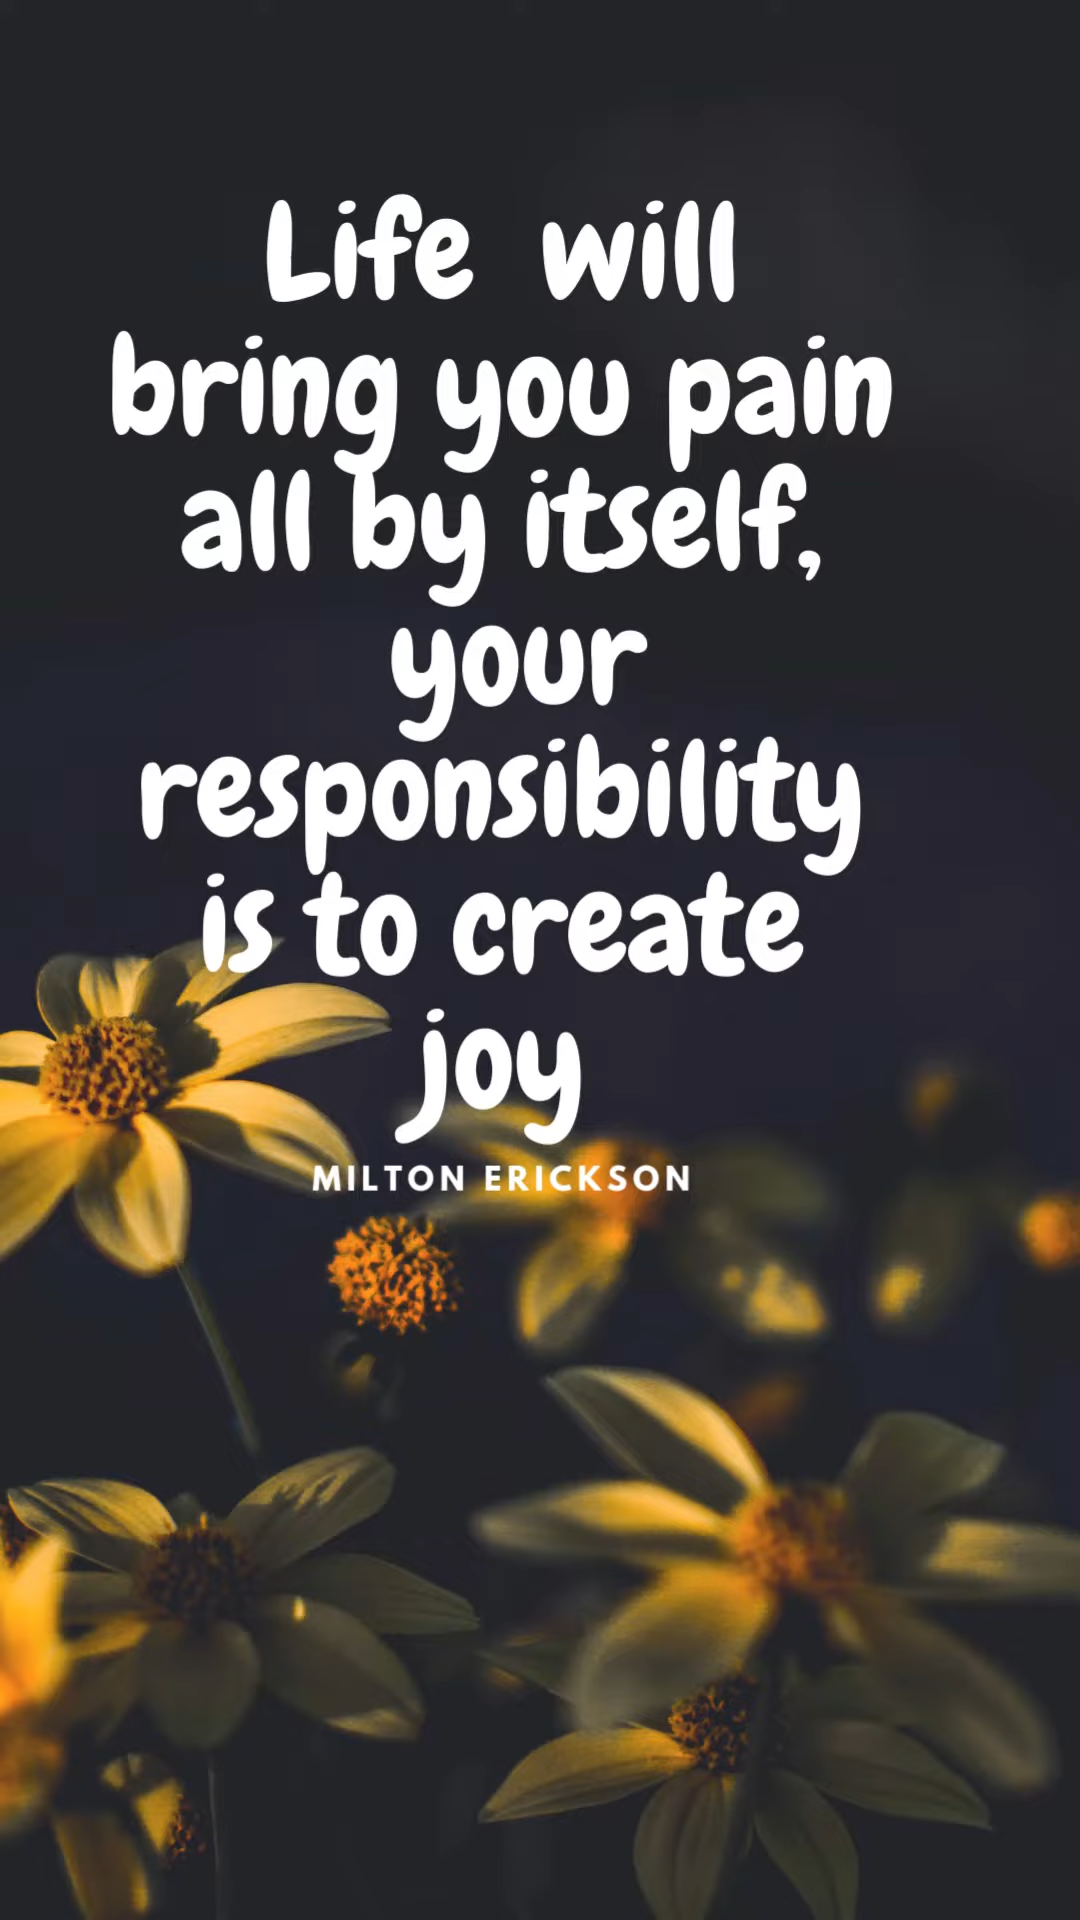 Life will
bring you pain
all by itself,
your
responsibility
is to create
joy
MILTON ERICKSON